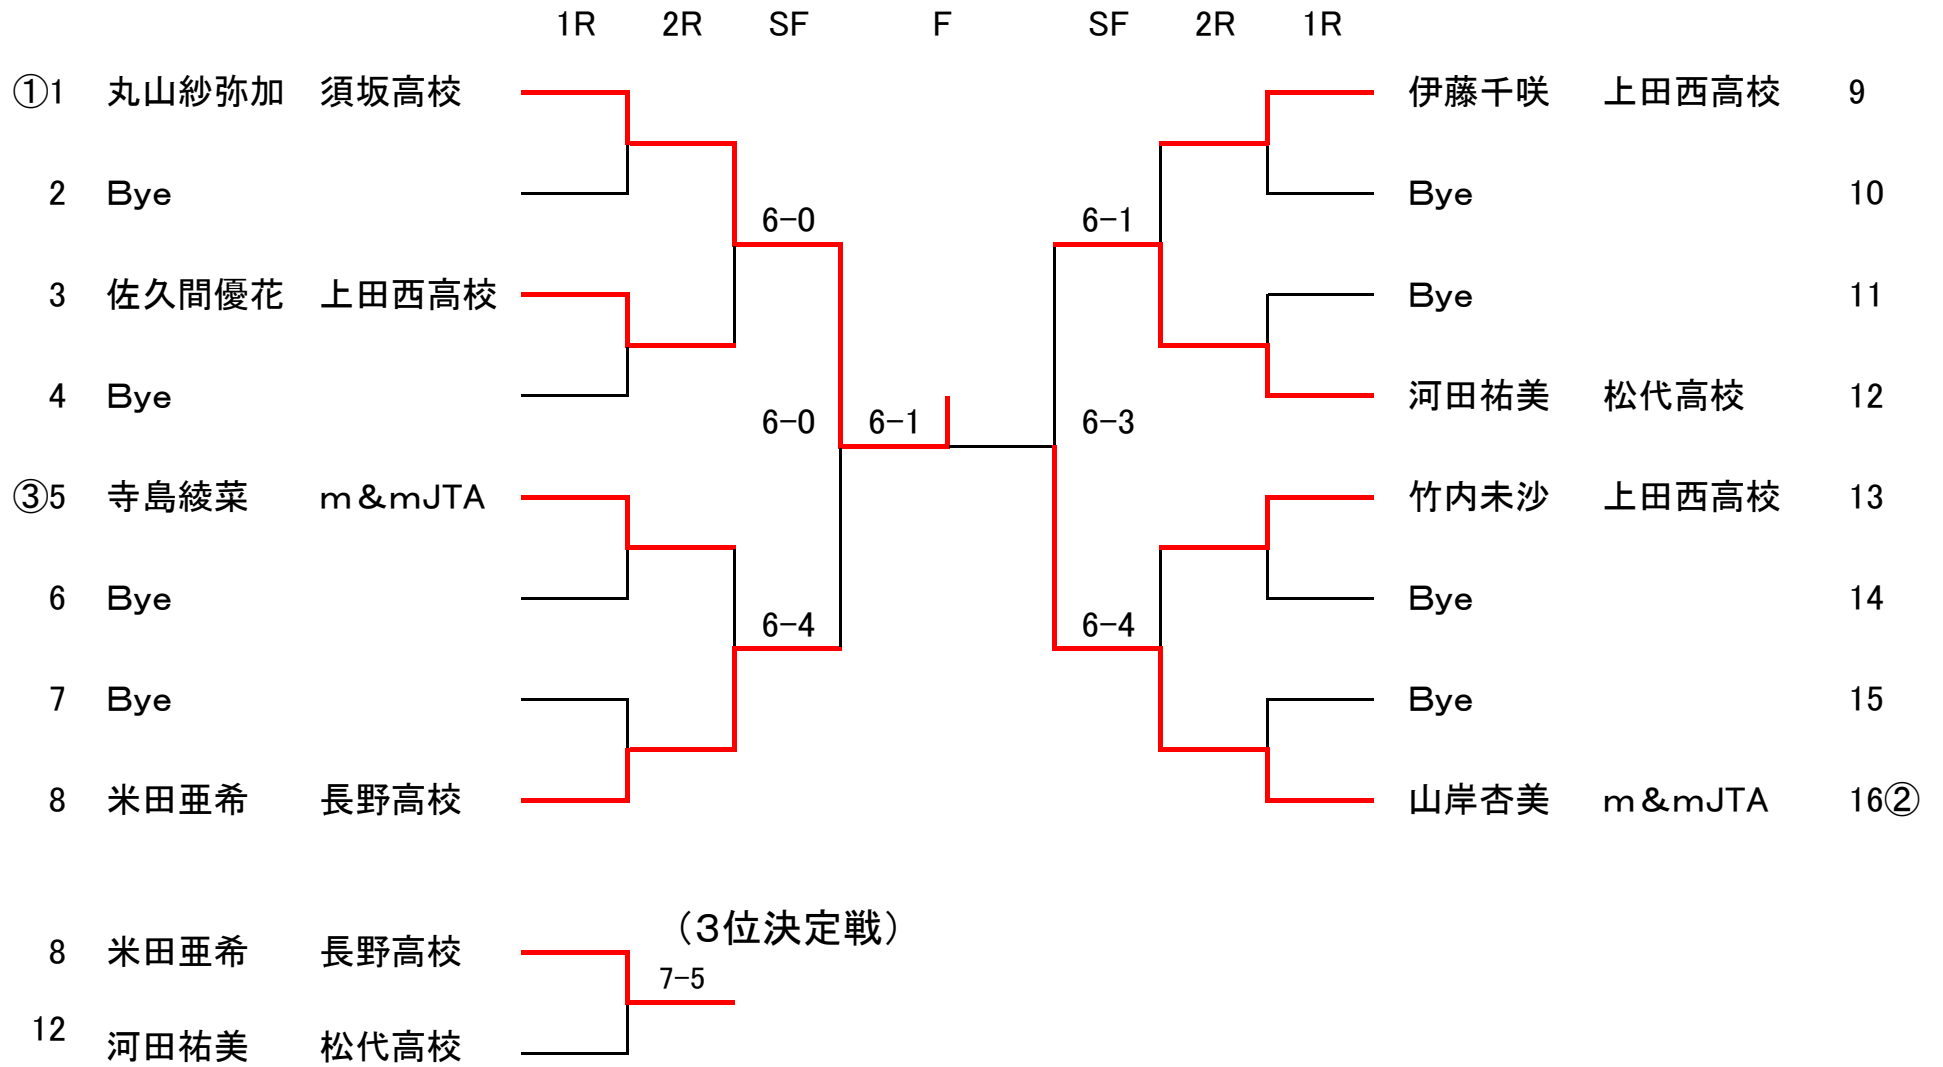 1R 2R SF F SF 2R 1R
①1 丸山紗弥加 須坂高校 伊藤千咲 上田西高校 9
2 Bye Bye 10
6-0 6-1
3 佐久間優花 上田西高校 Bye 11
4 Bye 河田祐美 松代高校 12
6-0 6-1 6-3
③5 寺島綾菜 m&mJTA 竹内未沙 上田西高校 13
6 Bye Bye 14
6-4 6-4
7 Bye Bye 15
8 米田亜希 長野高校 山岸杏美 m&mJTA 16②
(3位決定戦)
8 米田亜希 長野高校
7-5
12 河田祐美 松代高校